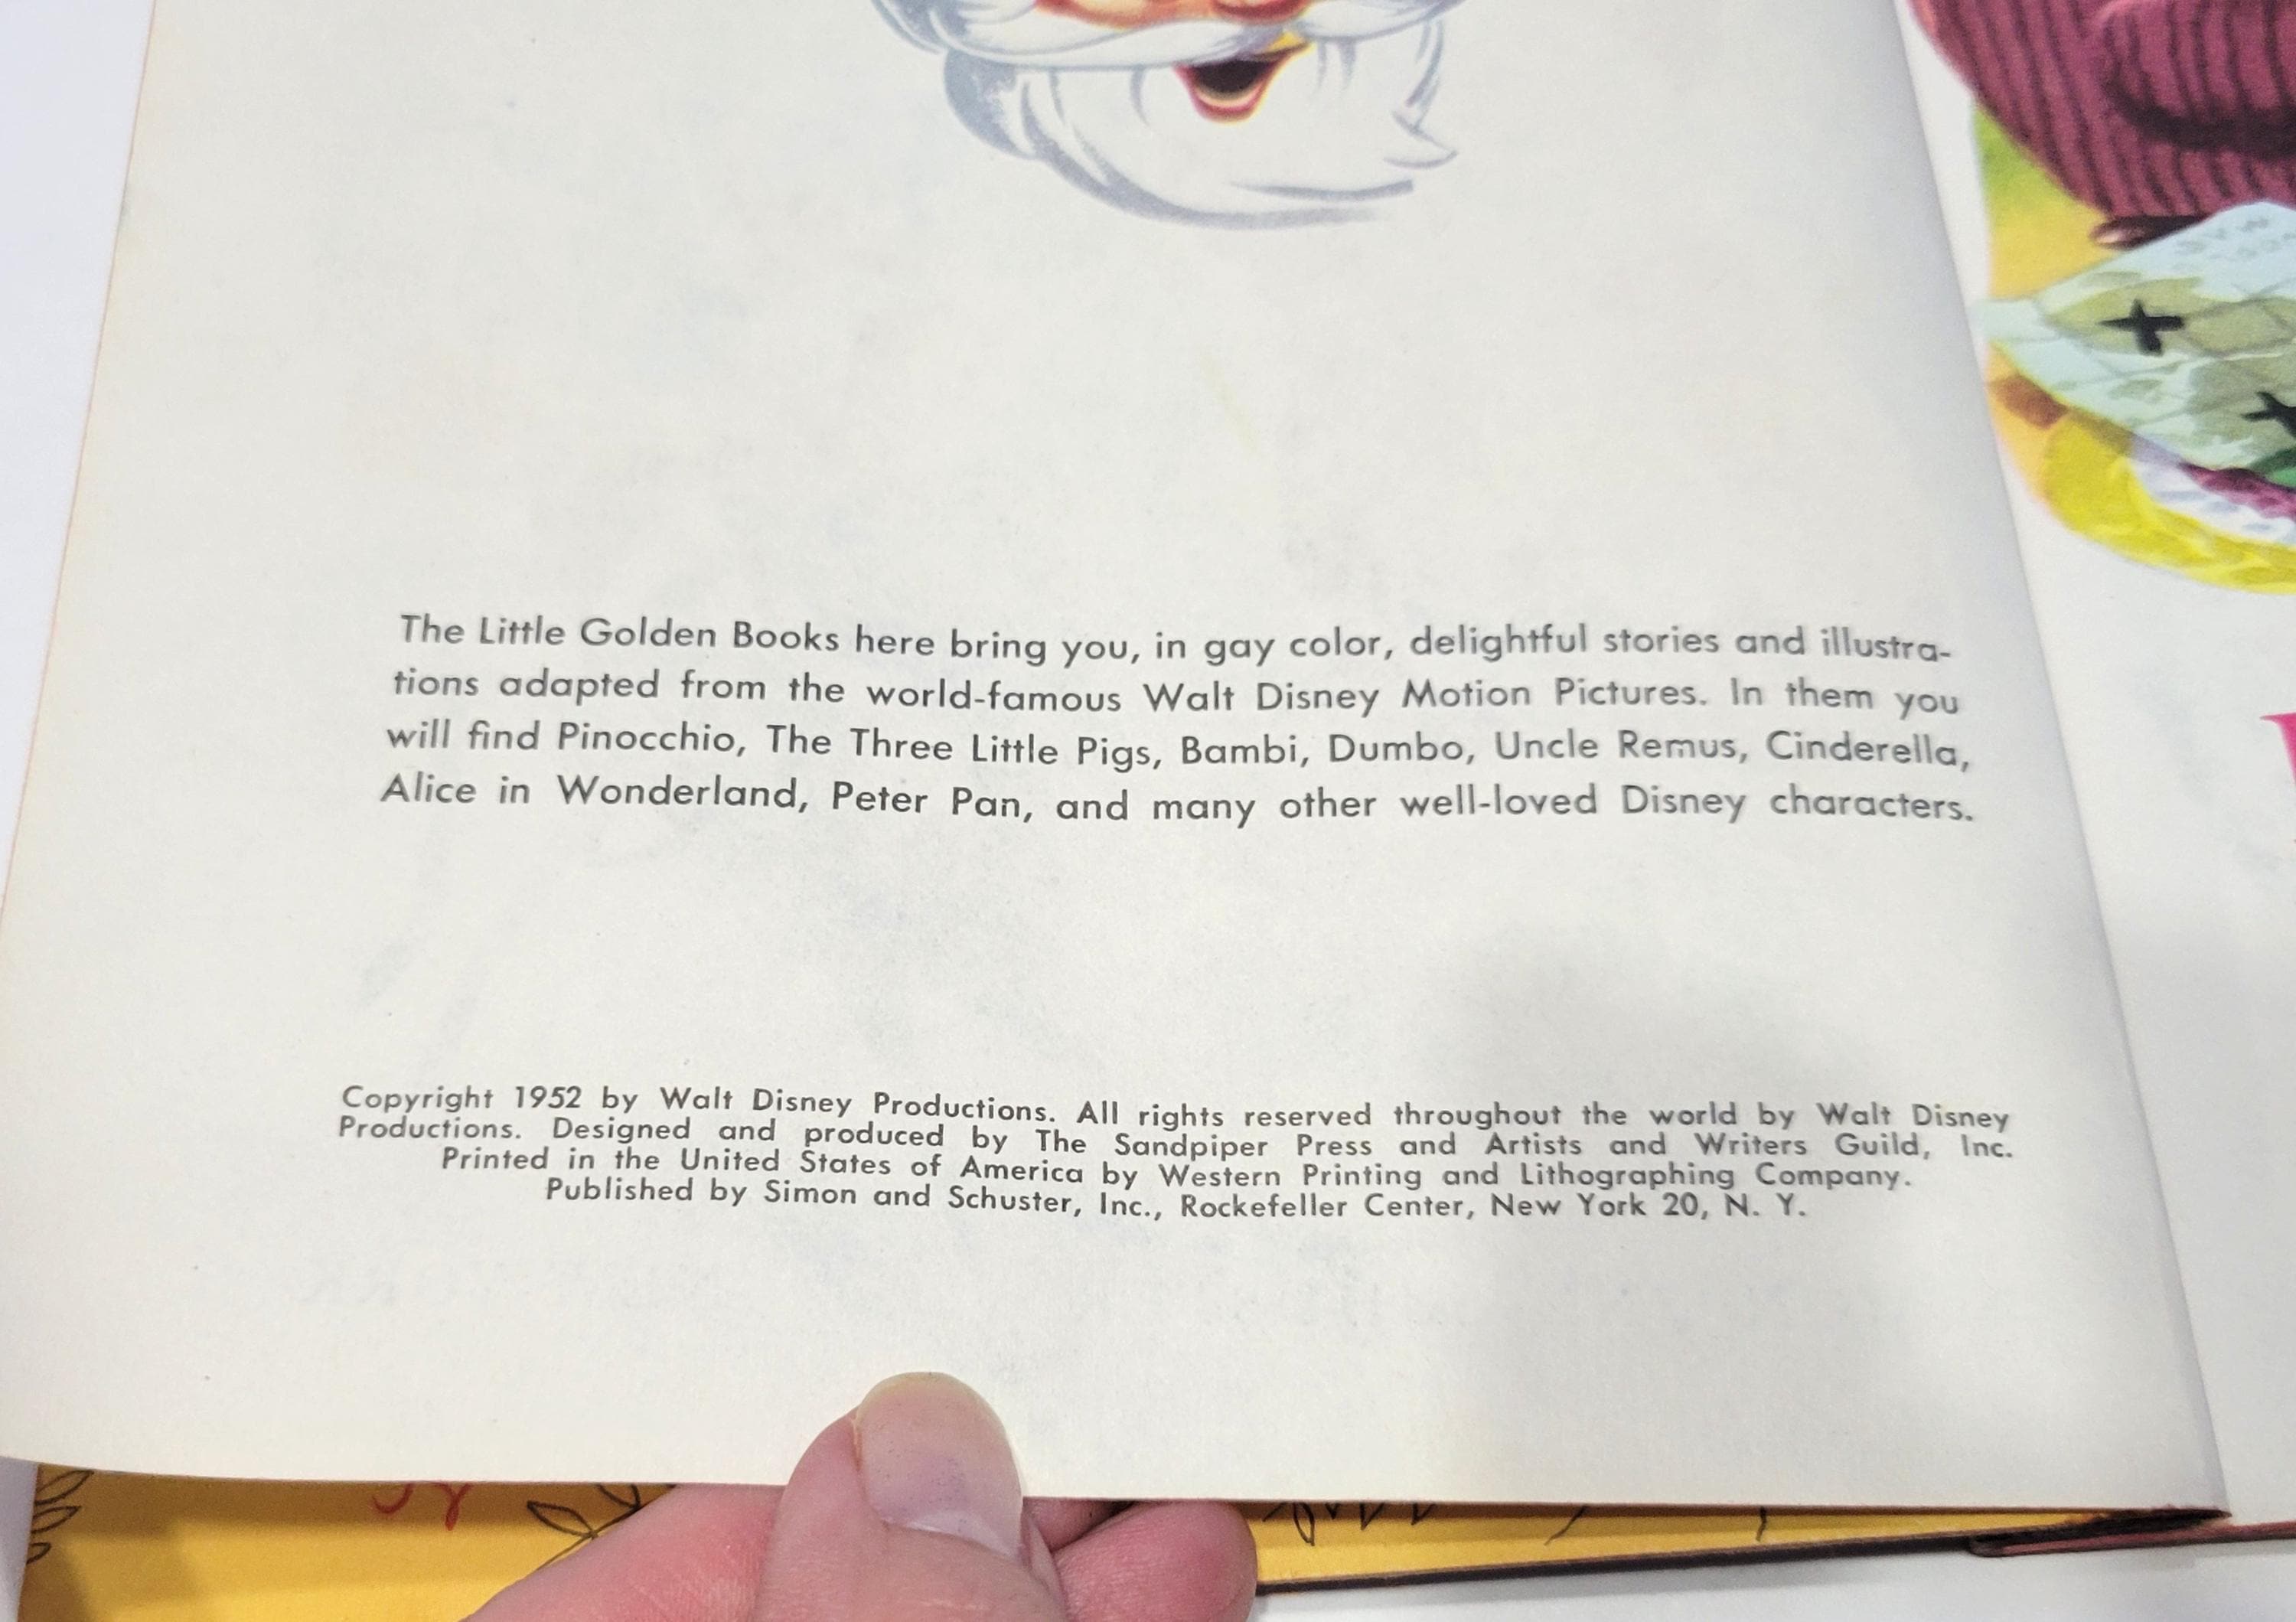 The Little Golden Books here bring you, in gay color, delightful stories and illustra-
tions adapted from the world-famous Walt Disney Motion Pictures. In them you
will find Pinocchio, The Three Little Pigs, Bambi, Dumbo, Uncle Remus, Cinderella,
Alice in Wonderland, Peter Pan, and many other well-loved Disney characters.
Copyright 1952 by Walt Disney Productions. All rights reserved throughout the world by Walt Disney
Productions. Designed and produced by The Sandpiper Press and Artists and Writers Guild, Inc.
Printed in the United States of America by Western Printing and Lithographing Company.
Published by Simon and Schuster, Inc., Rockefeller Center, New York 20, N. Y.